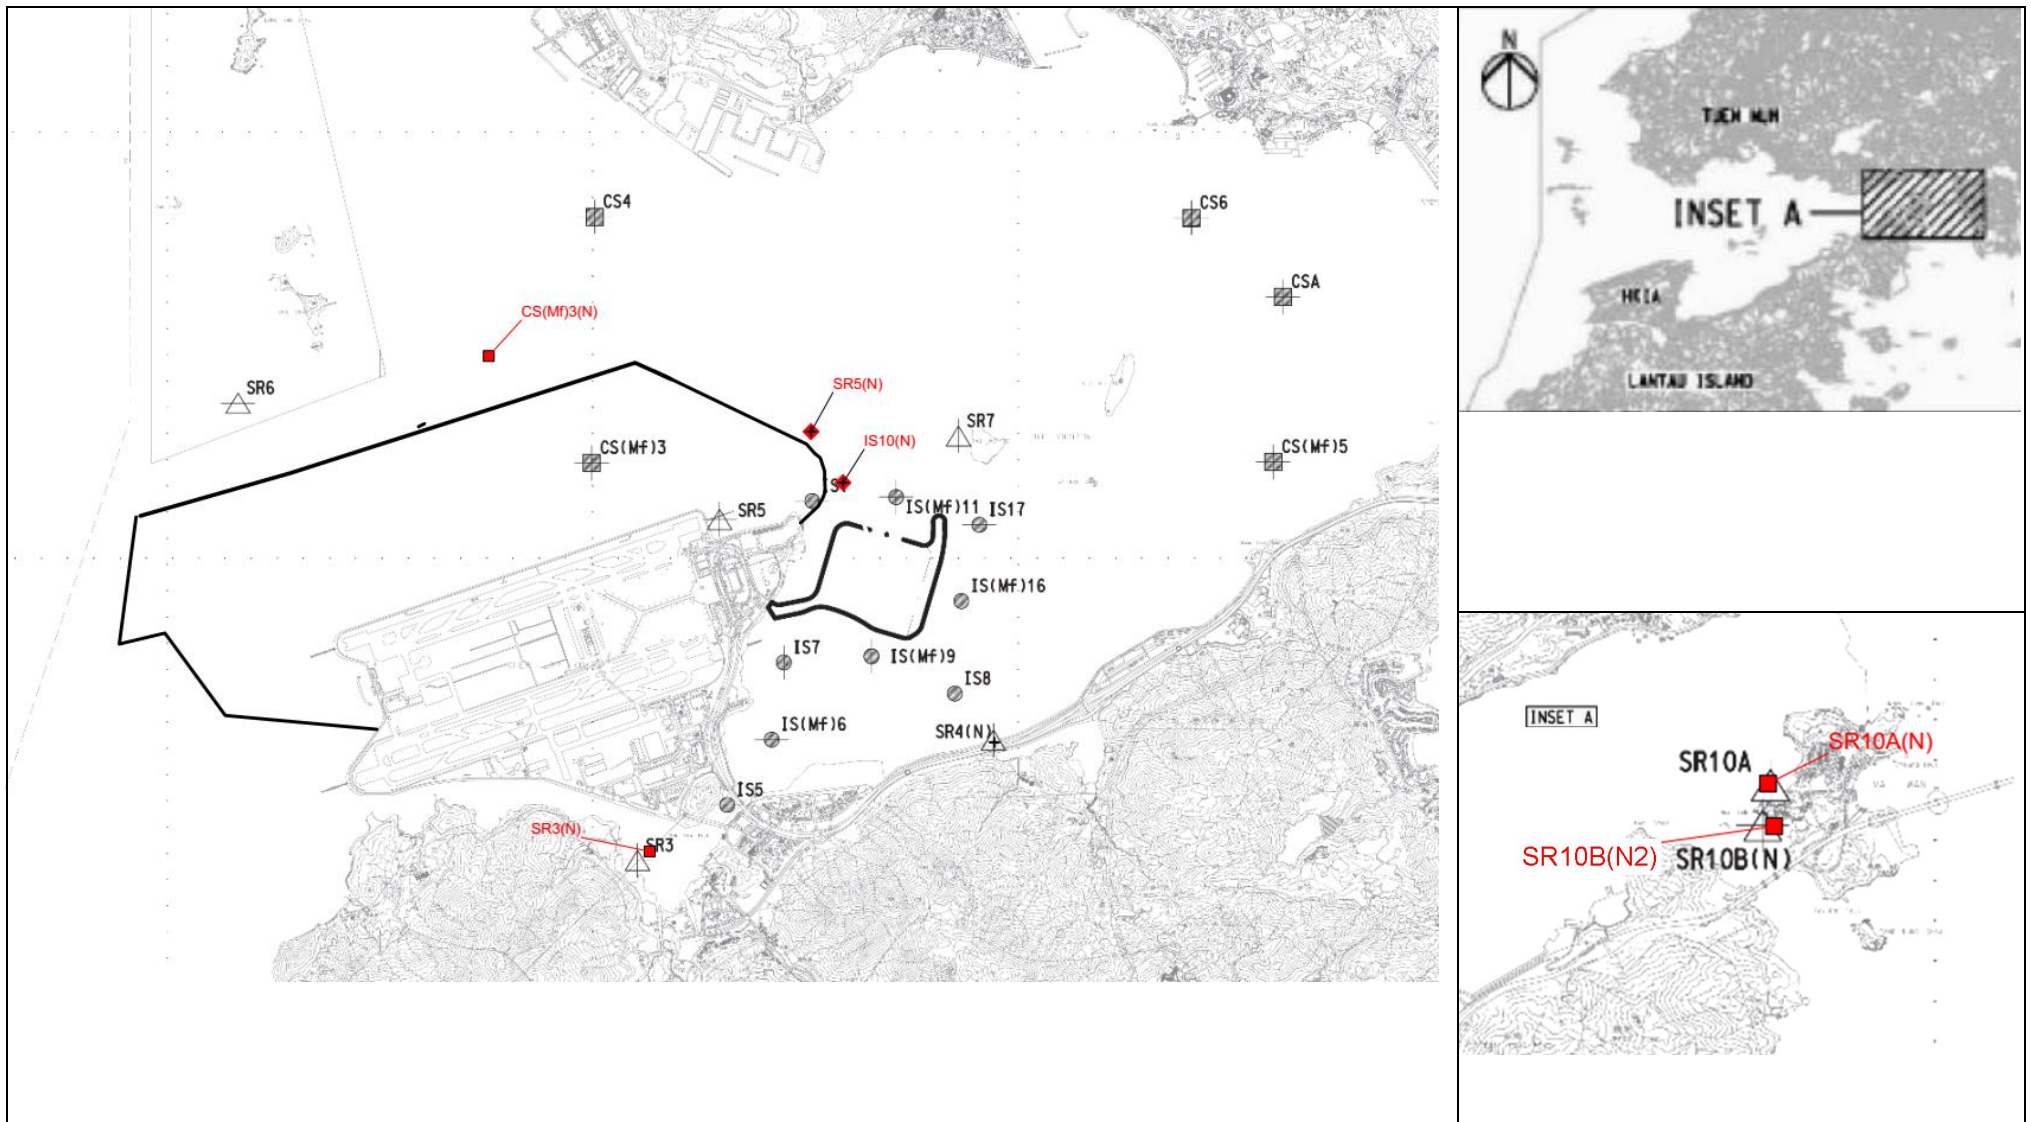 CS4
CS6
CSA
CS(Mf)3(N)
SR6
SR5(N)
SR7
IS10(N)
CS(Mf)3
CS(Mf)5
SR5
IS(Mf)11
IS17
IS(Mf)16
IS7
IS(Mf)9
IS8
SR4(N)
IS(Mf)6
IS5
SR3(N)
SR3
N
TUEN MUN
INSET A
HKIA
LANTAU ISLAND
INSET A
SR10A(N)
SR10A
SR10B(N2)
SR10B(N)